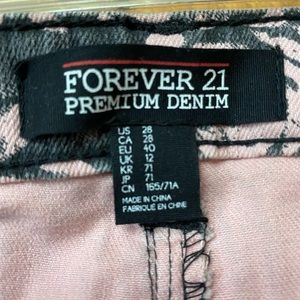 FOREVER 21
PREMIUM DENIM
US 28
CA 28
EU 40
UK 12
KR 71
JP 71
CN 165/71A
MADE IN CHINA
FABRIQUÉ EN CHINE